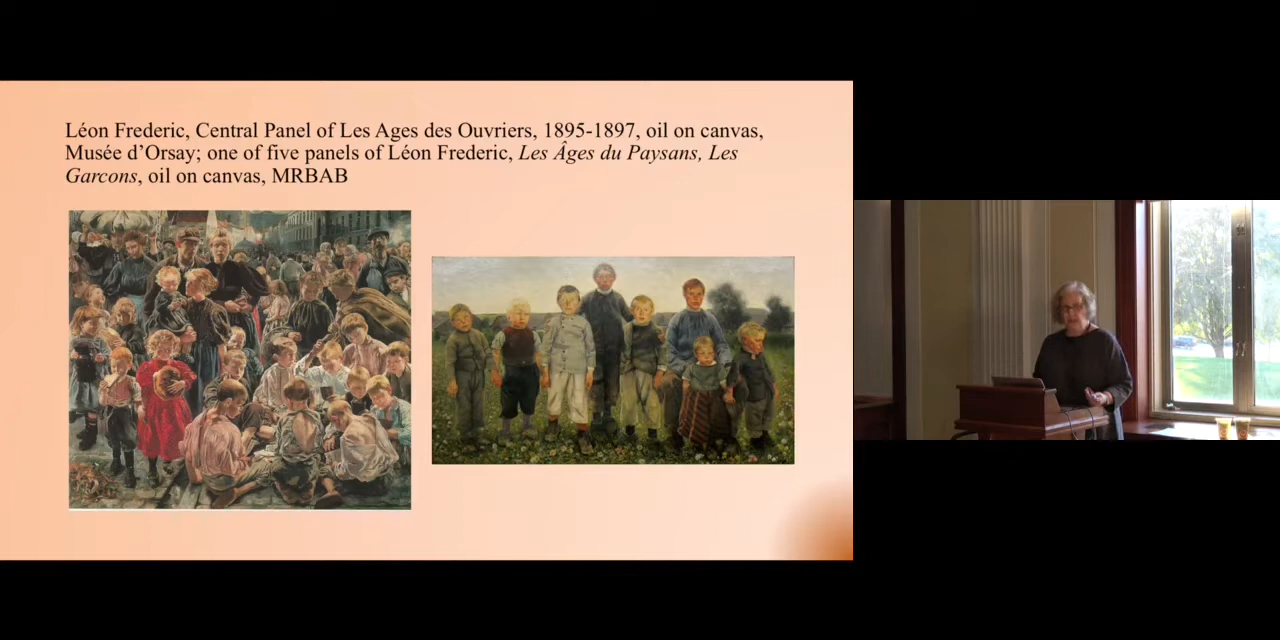 Léon Frederic, Central Panel of Les Ages des Ouvriers, 1895-1897, oil on canvas,
Musée d’Orsay; one of five panels of Léon Frederic, Les Âges du Paysans, Les
Garcons, oil on canvas, MRBAB